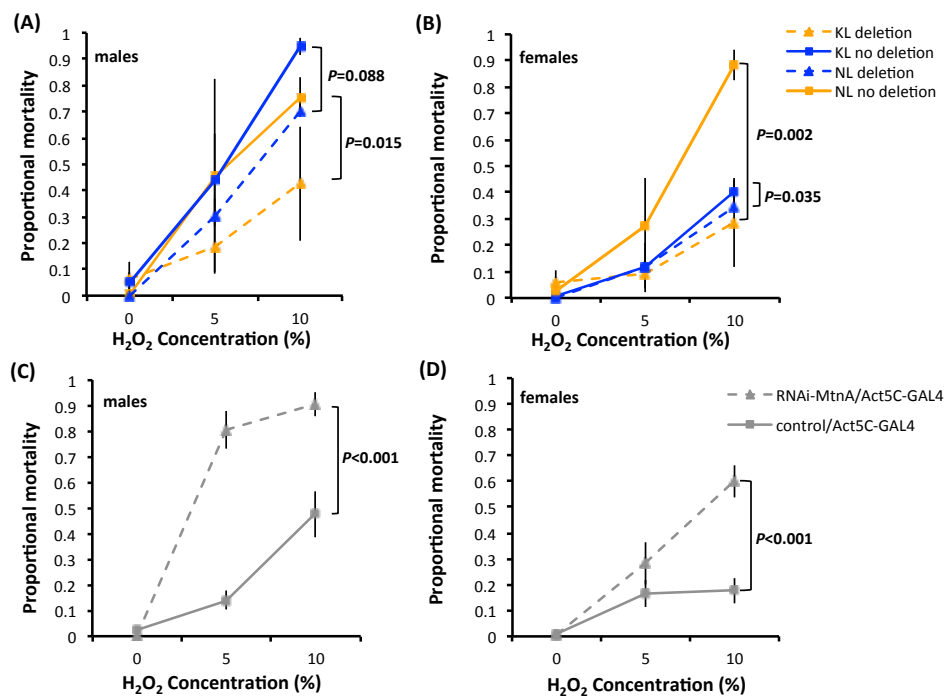 (A)
males
Proportional mortality
1
0.9
0.8
0.7
0.6
0.5
0.4
0.3
0.2
0.1
0
0
5
10
H₂O₂ Concentration (%)
P=0.088
P=0.015
(B)
females
Proportional mortality
1
0.9
0.8
0.7
0.6
0.5
0.4
0.3
0.2
0.1
0
0
5
10
H₂O₂ Concentration (%)
P=0.002
P=0.035
KL deletion
KL no deletion
NL deletion
NL no deletion
(C)
males
Proportional mortality
1
0.9
0.8
0.7
0.6
0.5
0.4
0.3
0.2
0.1
0
0
5
10
H₂O₂ Concentration (%)
P<0.001
(D)
females
Proportional mortality
1
0.9
0.8
0.7
0.6
0.5
0.4
0.3
0.2
0.1
0
0
5
10
H₂O₂ Concentration (%)
P<0.001
RNAi-MtnA/Act5C-GAL4
control/Act5C-GAL4